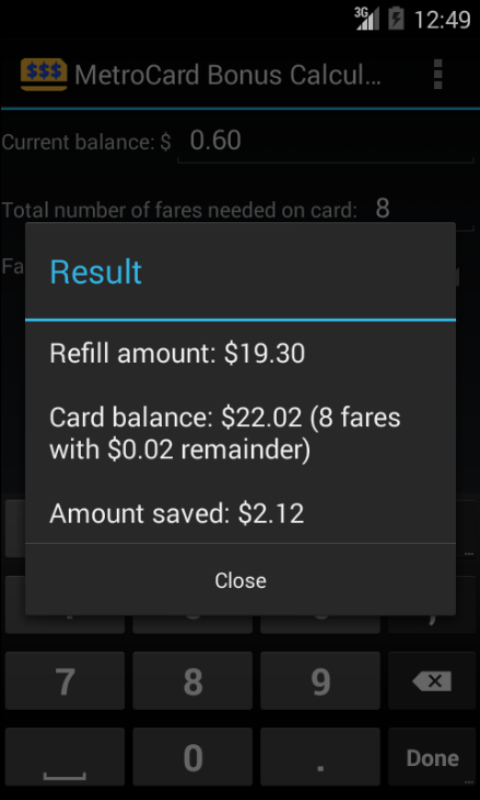 3G 12:49
$$$ MetroCard Bonus Calcul...
Current balance: $ 0.60
Total number of fares needed on card: 8
Fa
Result
Refill amount: $19.30
Card balance: $22.02 (8 fares
with $0.02 remainder)
Amount saved: $2.12
Close
7 8 9
0 . Done